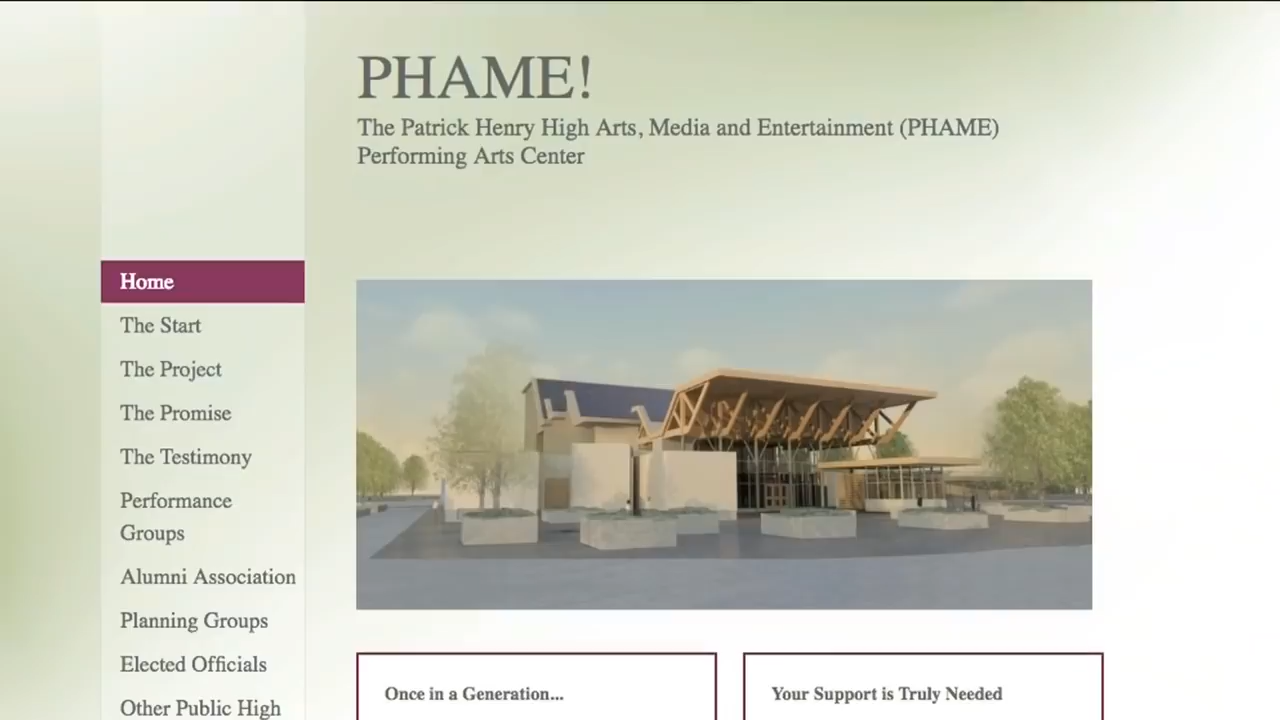 PHAME!
The Patrick Henry High Arts, Media and Entertainment (PHAME)
Performing Arts Center
Home
The Start
The Project
The Promise
The Testimony
Performance
Groups
Alumni Association
Planning Groups
Elected Officials
Other Public High
Once in a Generation...
Your Support is Truly Needed